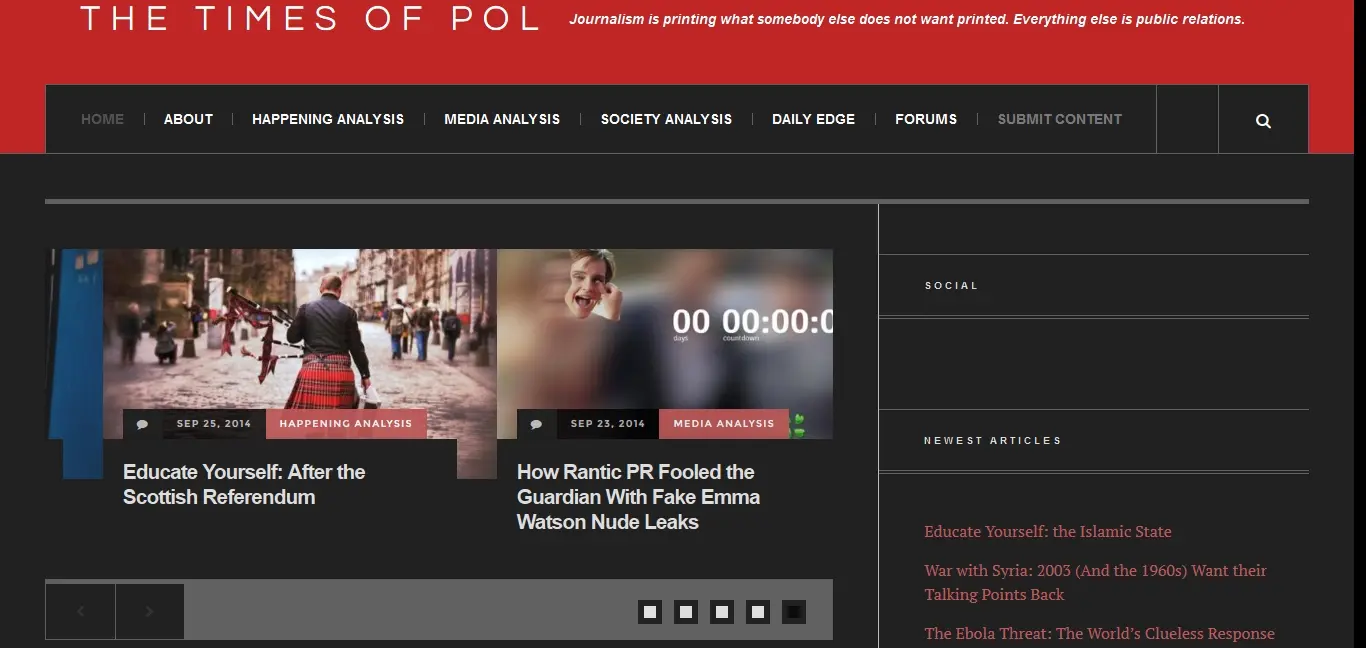 THE TIMES OF POL
Journalism is printing what somebody else does not want printed. Everything else is public relations.
HOME
ABOUT
HAPPENING ANALYSIS
MEDIA ANALYSIS
SOCIETY ANALYSIS
DAILY EDGE
FORUMS
SUBMIT CONTENT
SEP 25, 2014
HAPPENING ANALYSIS
Educate Yourself: After the
Scottish Referendum
00 00:00:0
days countdown
SEP 23, 2014
MEDIA ANALYSIS
How Rantic PR Fooled the
Guardian With Fake Emma
Watson Nude Leaks
SOCIAL
NEWEST ARTICLES
Educate Yourself: the Islamic State
War with Syria: 2003 (And the 1960s) Want their
Talking Points Back
The Ebola Threat: The World’s Clueless Response